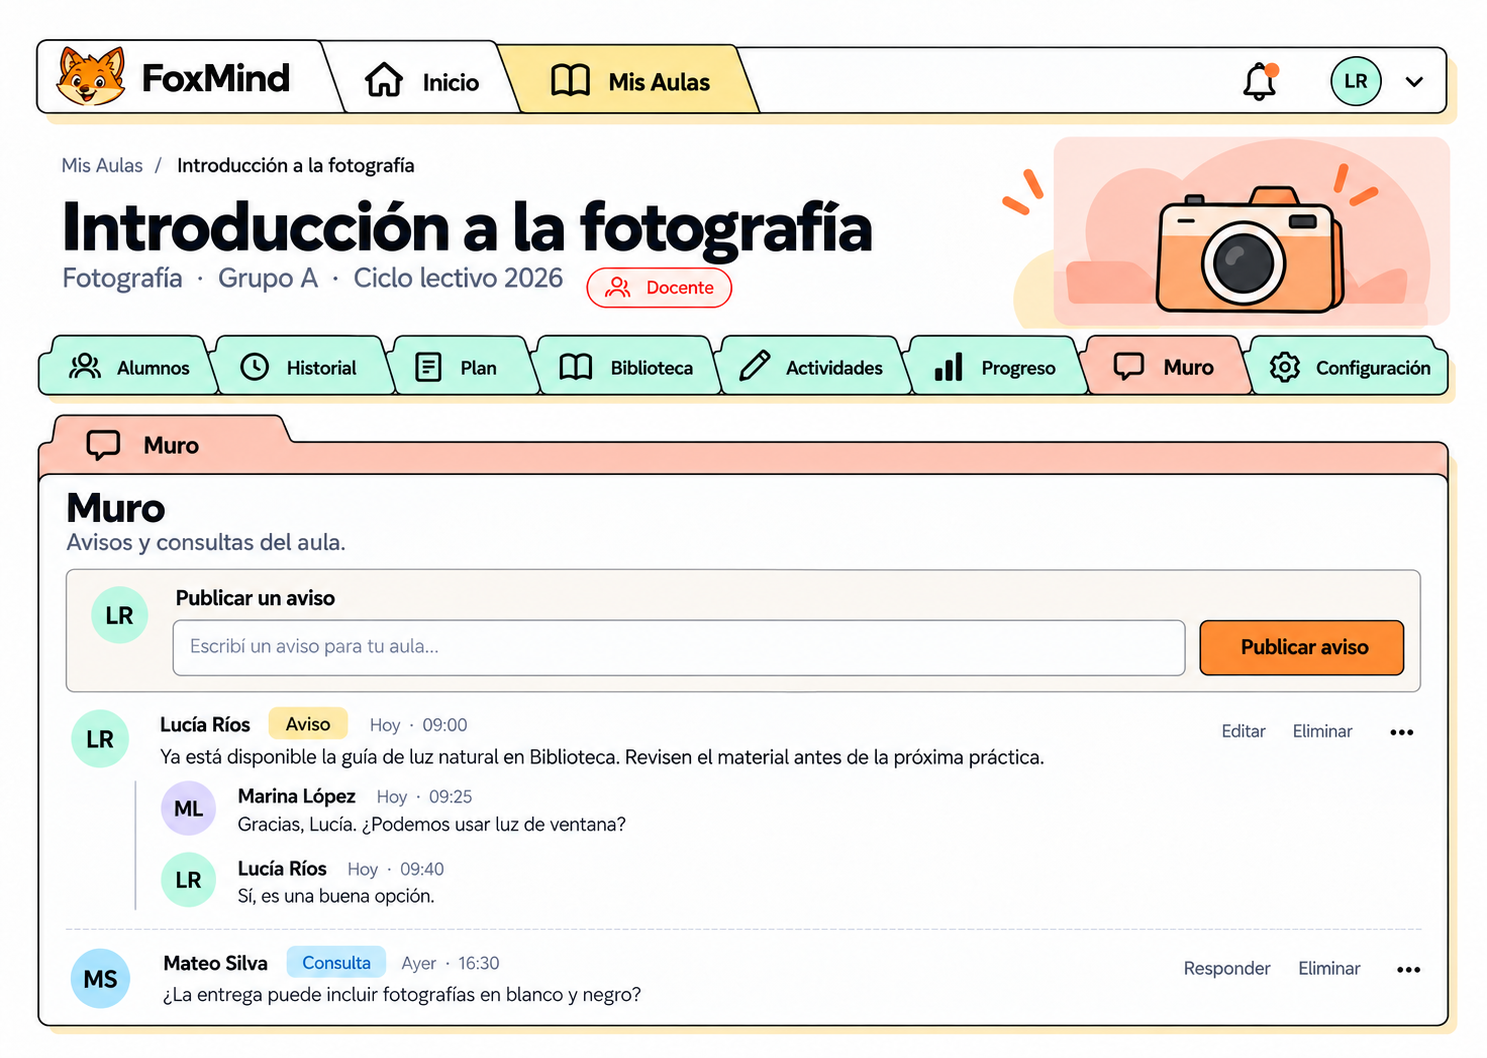 FoxMind
Inicio
Mis Aulas
LR
Mis Aulas / Introducción a la fotografía
Introducción a la fotografía
Fotografía · Grupo A · Ciclo lectivo 2026
Docente
Alumnos
Historial
Plan
Biblioteca
Actividades
Progreso
Muro
Configuración
Muro
Muro
Avisos y consultas del aula.
LR
Publicar un aviso
Escribí un aviso para tu aula...
Publicar aviso
LR
Lucía Ríos Aviso Hoy · 09:00
Editar Eliminar
Ya está disponible la guía de luz natural en Biblioteca. Revisen el material antes de la próxima práctica.
ML
Marina López Hoy · 09:25
Gracias, Lucía. ¿Podemos usar luz de ventana?
LR
Lucía Ríos Hoy · 09:40
Sí, es una buena opción.
MS
Mateo Silva Consulta Ayer · 16:30
Responder Eliminar
¿La entrega puede incluir fotografías en blanco y negro?